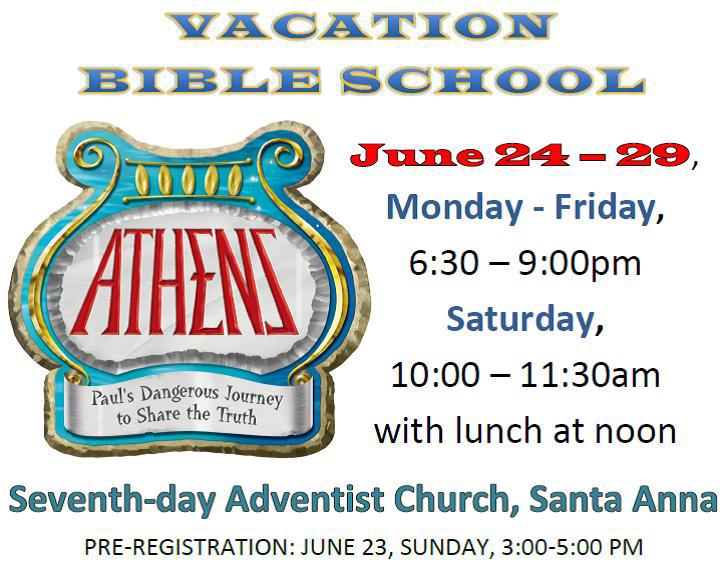 VACATION
BIBLE SCHOOL
ATHENS
Paul's Dangerous Journey
to Share the Truth
June 24 – 29,
Monday - Friday,
6:30 – 9:00pm
Saturday,
10:00 – 11:30am
with lunch at noon
Seventh-day Adventist Church, Santa Anna
PRE-REGISTRATION: JUNE 23, SUNDAY, 3:00-5:00 PM